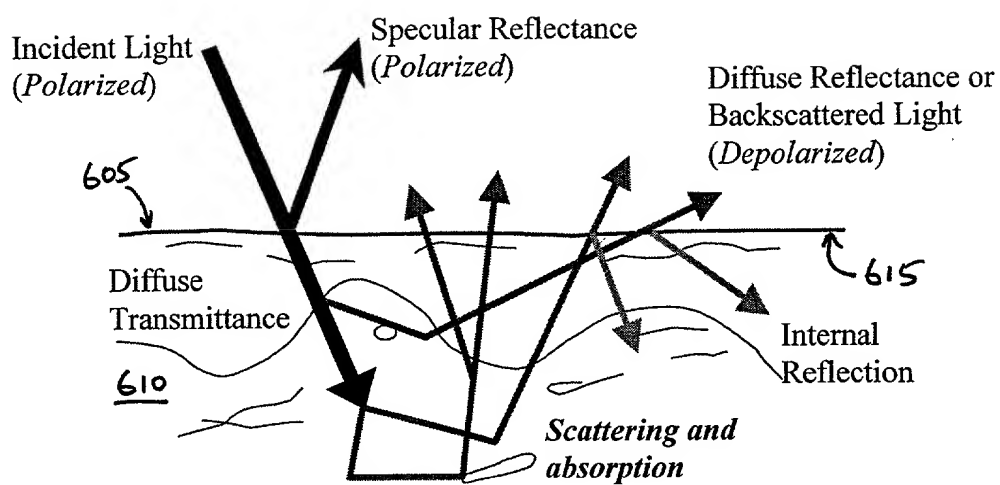 Incident Light
(Polarized)
Specular Reflectance
(Polarized)
Diffuse Reflectance or
Backscattered Light
(Depolarized)
605
615
Diffuse
Transmittance
610
Internal
Reflection
Scattering and
absorption